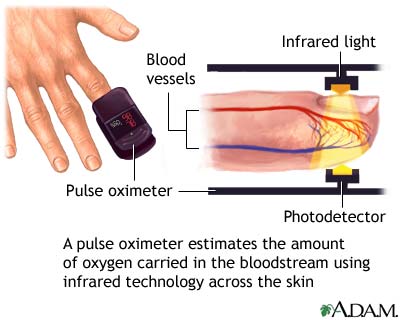 Infrared light
Blood
vessels
Pulse oximeter
Photodetector
A pulse oximeter estimates the amount
of oxygen carried in the bloodstream using
infrared technology across the skin
A.D.A.M.